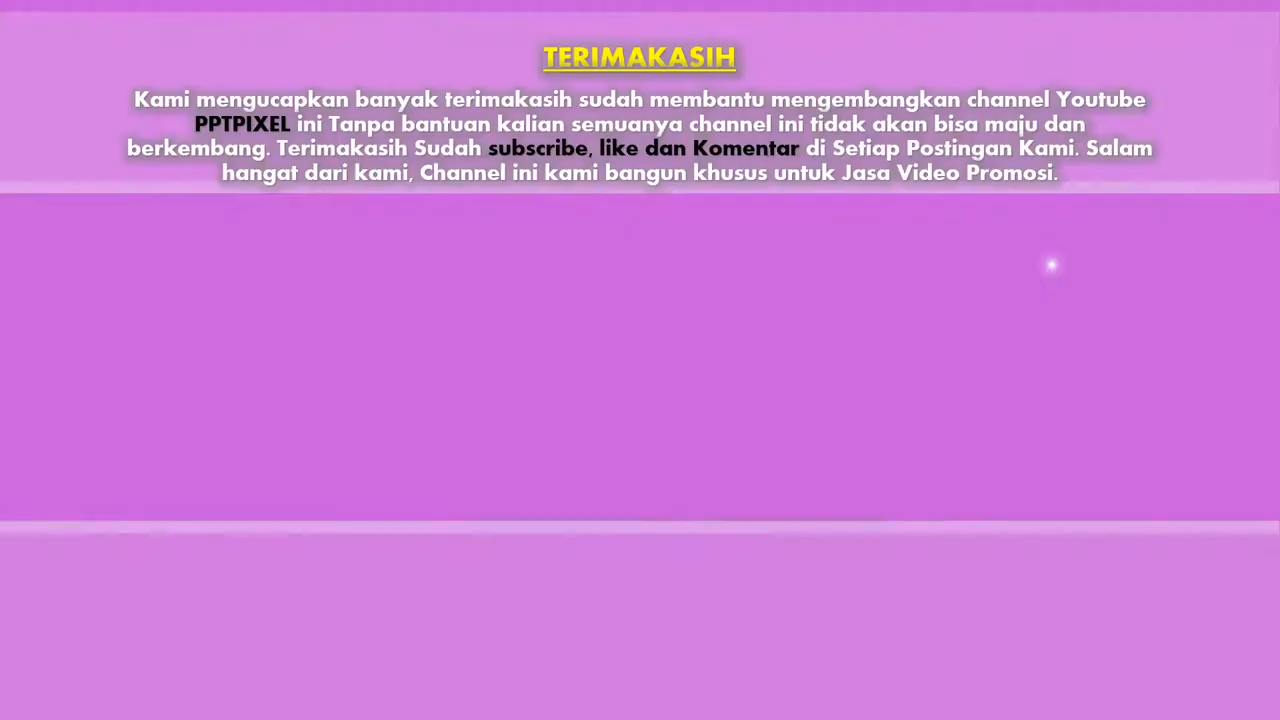 TERIMAKASIH
Kami mengucapkan banyak terimakasih sudah membantu mengembangkan channel Youtube
PPTPIXEL ini Tanpa bantuan kalian semuanya channel ini tidak akan bisa maju dan
berkembang. Terimakasih Sudah subscribe, like dan Komentar di Setiap Postingan Kami. Salam
hangat dari kami, Channel ini kami bangun khusus untuk Jasa Video Promosi.